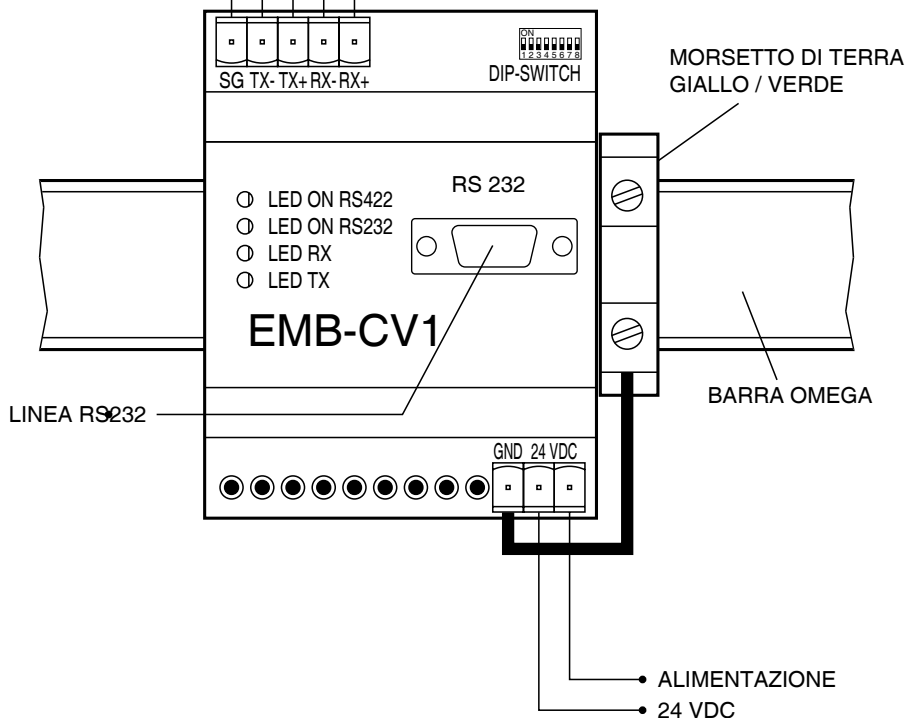 ON
1 2 3 4 5 6 7 8
SG TX- TX+ RX- RX+
DIP-SWITCH
MORSETTO DI TERRA
GIALLO / VERDE
RS 232
LED ON RS422
LED ON RS232
LED RX
LED TX
EMB-CV1
BARRA OMEGA
LINEA RS232
GND 24 VDC
ALIMENTAZIONE
24 VDC